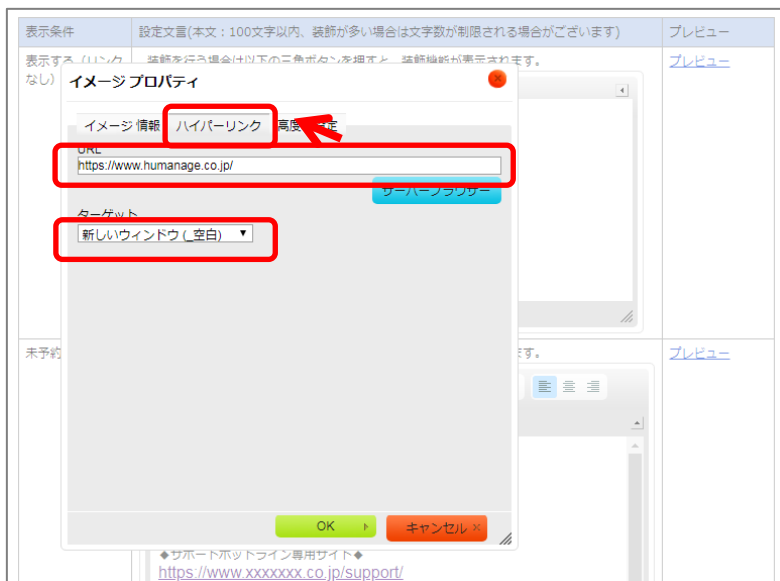 表示条件
設定文言(本文：100文字以内、装飾が多い場合は文字数が制限される場合がございます)
プレビュー
表示する（リンクなし）
装飾を行う場合は以下の三角ボタンを押すと、装飾機能が表示されます。
プレビュー
イメージ プロパティ
イメージ 情報
ハイパーリンク
高度
URL
https://www.humanage.co.jp/
サーバーブラウザー
ターゲット
新しいウィンドウ (_空白)
未予約
ます。
プレビュー
OK
キャンセル
◆サポートホットライン専用サイト◆
https://www.xxxxxxx.co.jp/support/